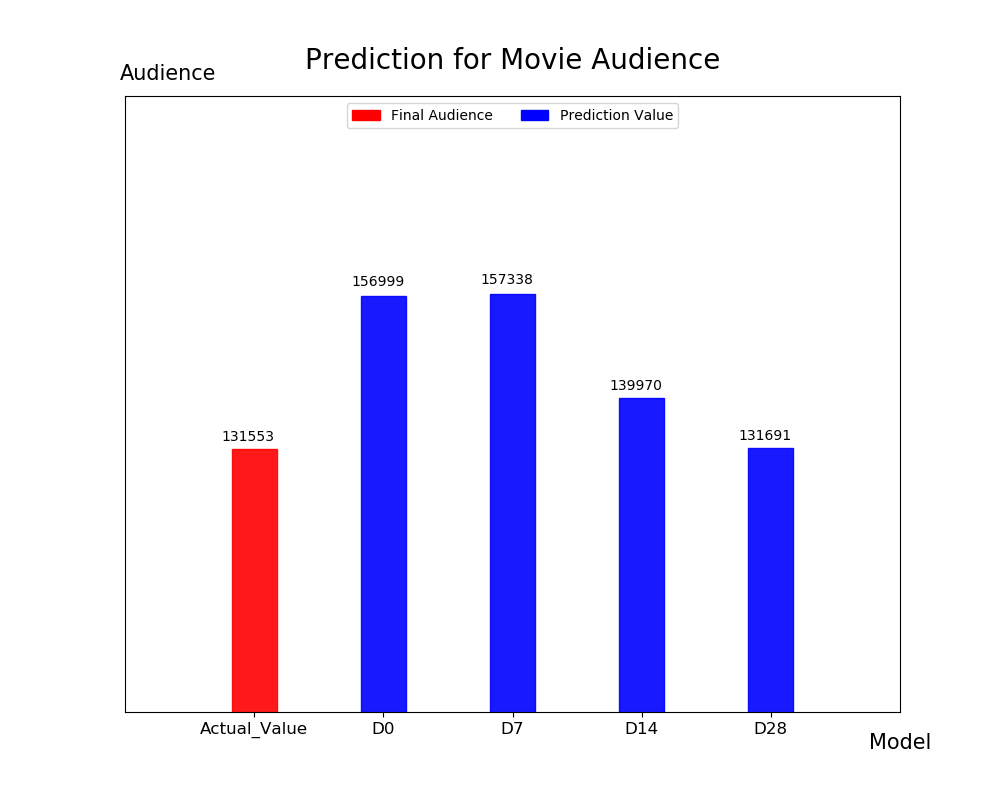 Prediction for Movie Audience
Audience
Final Audience
Prediction Value
156999
157338
139970
131553
131691
Actual_Value
D0
D7
D14
D28
Model